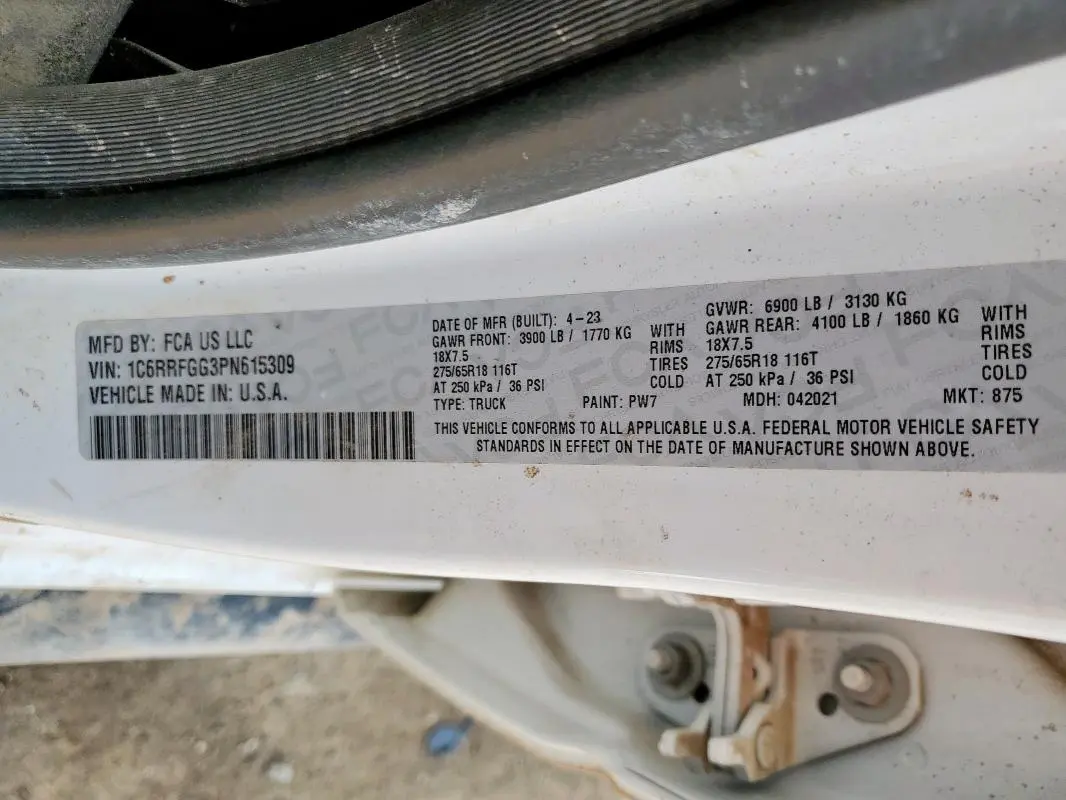 MFD BY: FCA US LLC
VIN: 1C6RRFGG3PN615309
VEHICLE MADE IN: U.S.A.
DATE OF MFR (BUILT): 4-23
GAWR FRONT: 3900 LB / 1770 KG WITH
18X7.5 RIMS
275/65R18 116T TIRES
AT 250 kPa / 36 PSI COLD
GVWR: 6900 LB / 3130 KG
GAWR REAR: 4100 LB / 1860 KG WITH
18X7.5 RIMS
275/65R18 116T TIRES
AT 250 kPa / 36 PSI COLD
TYPE: TRUCK PAINT: PW7 MDH: 042021 MKT: 875
THIS VEHICLE CONFORMS TO ALL APPLICABLE U.S.A. FEDERAL MOTOR VEHICLE SAFETY
STANDARDS IN EFFECT ON THE DATE OF MANUFACTURE SHOWN ABOVE.